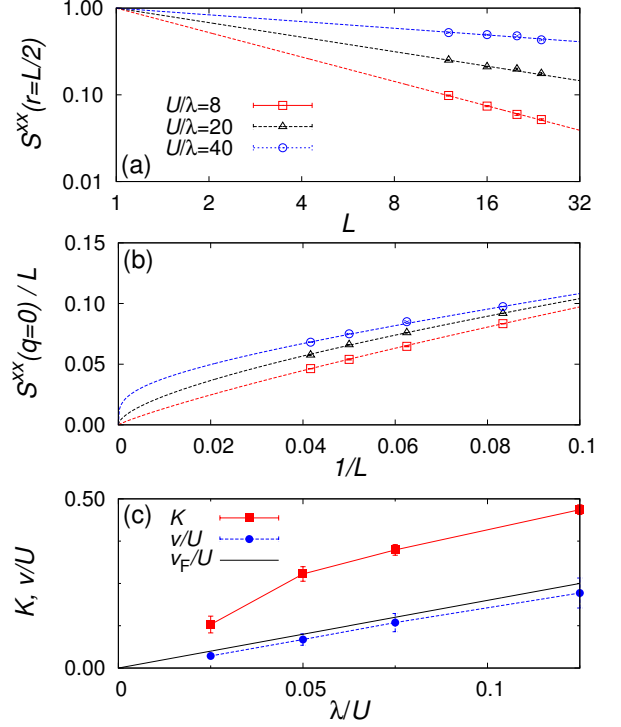 1.00
0.10
0.01
S^xx(r=L/2)
U/λ=8
U/λ=20
U/λ=40
(a)
1 2 4 8 16 32
L
0.15
0.10
0.05
0.00
S^xx(q=0) / L
(b)
0 0.02 0.04 0.06 0.08 0.1
1/L
0.50
0.00
K, v/U
(c)
K
v/U
v_F/U
0 0.05 0.1
λ/U